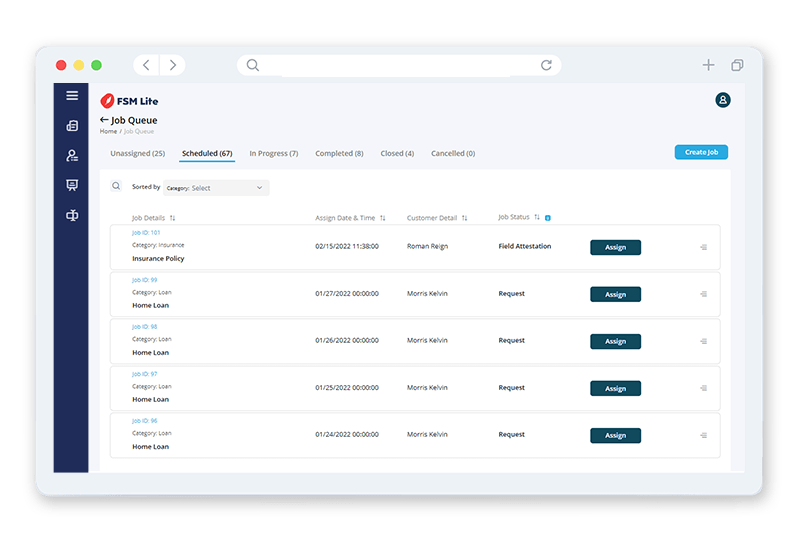 FSM Lite
← Job Queue
Home / Job Queue
Unassigned (25) Scheduled (67) In Progress (7) Completed (8) Closed (4) Cancelled (0) Create Job
Sorted by Category: Select
Job Details Assign Date & Time Customer Detail Job Status
Job ID: 101
Category: Insurance 02/15/2022 11:38:00 Roman Reign Field Attestation Assign
Insurance Policy
Job ID: 99
Category: Loan 01/27/2022 00:00:00 Morris Kelvin Request Assign
Home Loan
Job ID: 98
Category: Loan 01/26/2022 00:00:00 Morris Kelvin Request Assign
Home Loan
Job ID: 97
Category: Loan 01/25/2022 00:00:00 Morris Kelvin Request Assign
Home Loan
Job ID: 96
Category: Loan 01/24/2022 00:00:00 Morris Kelvin Request Assign
Home Loan